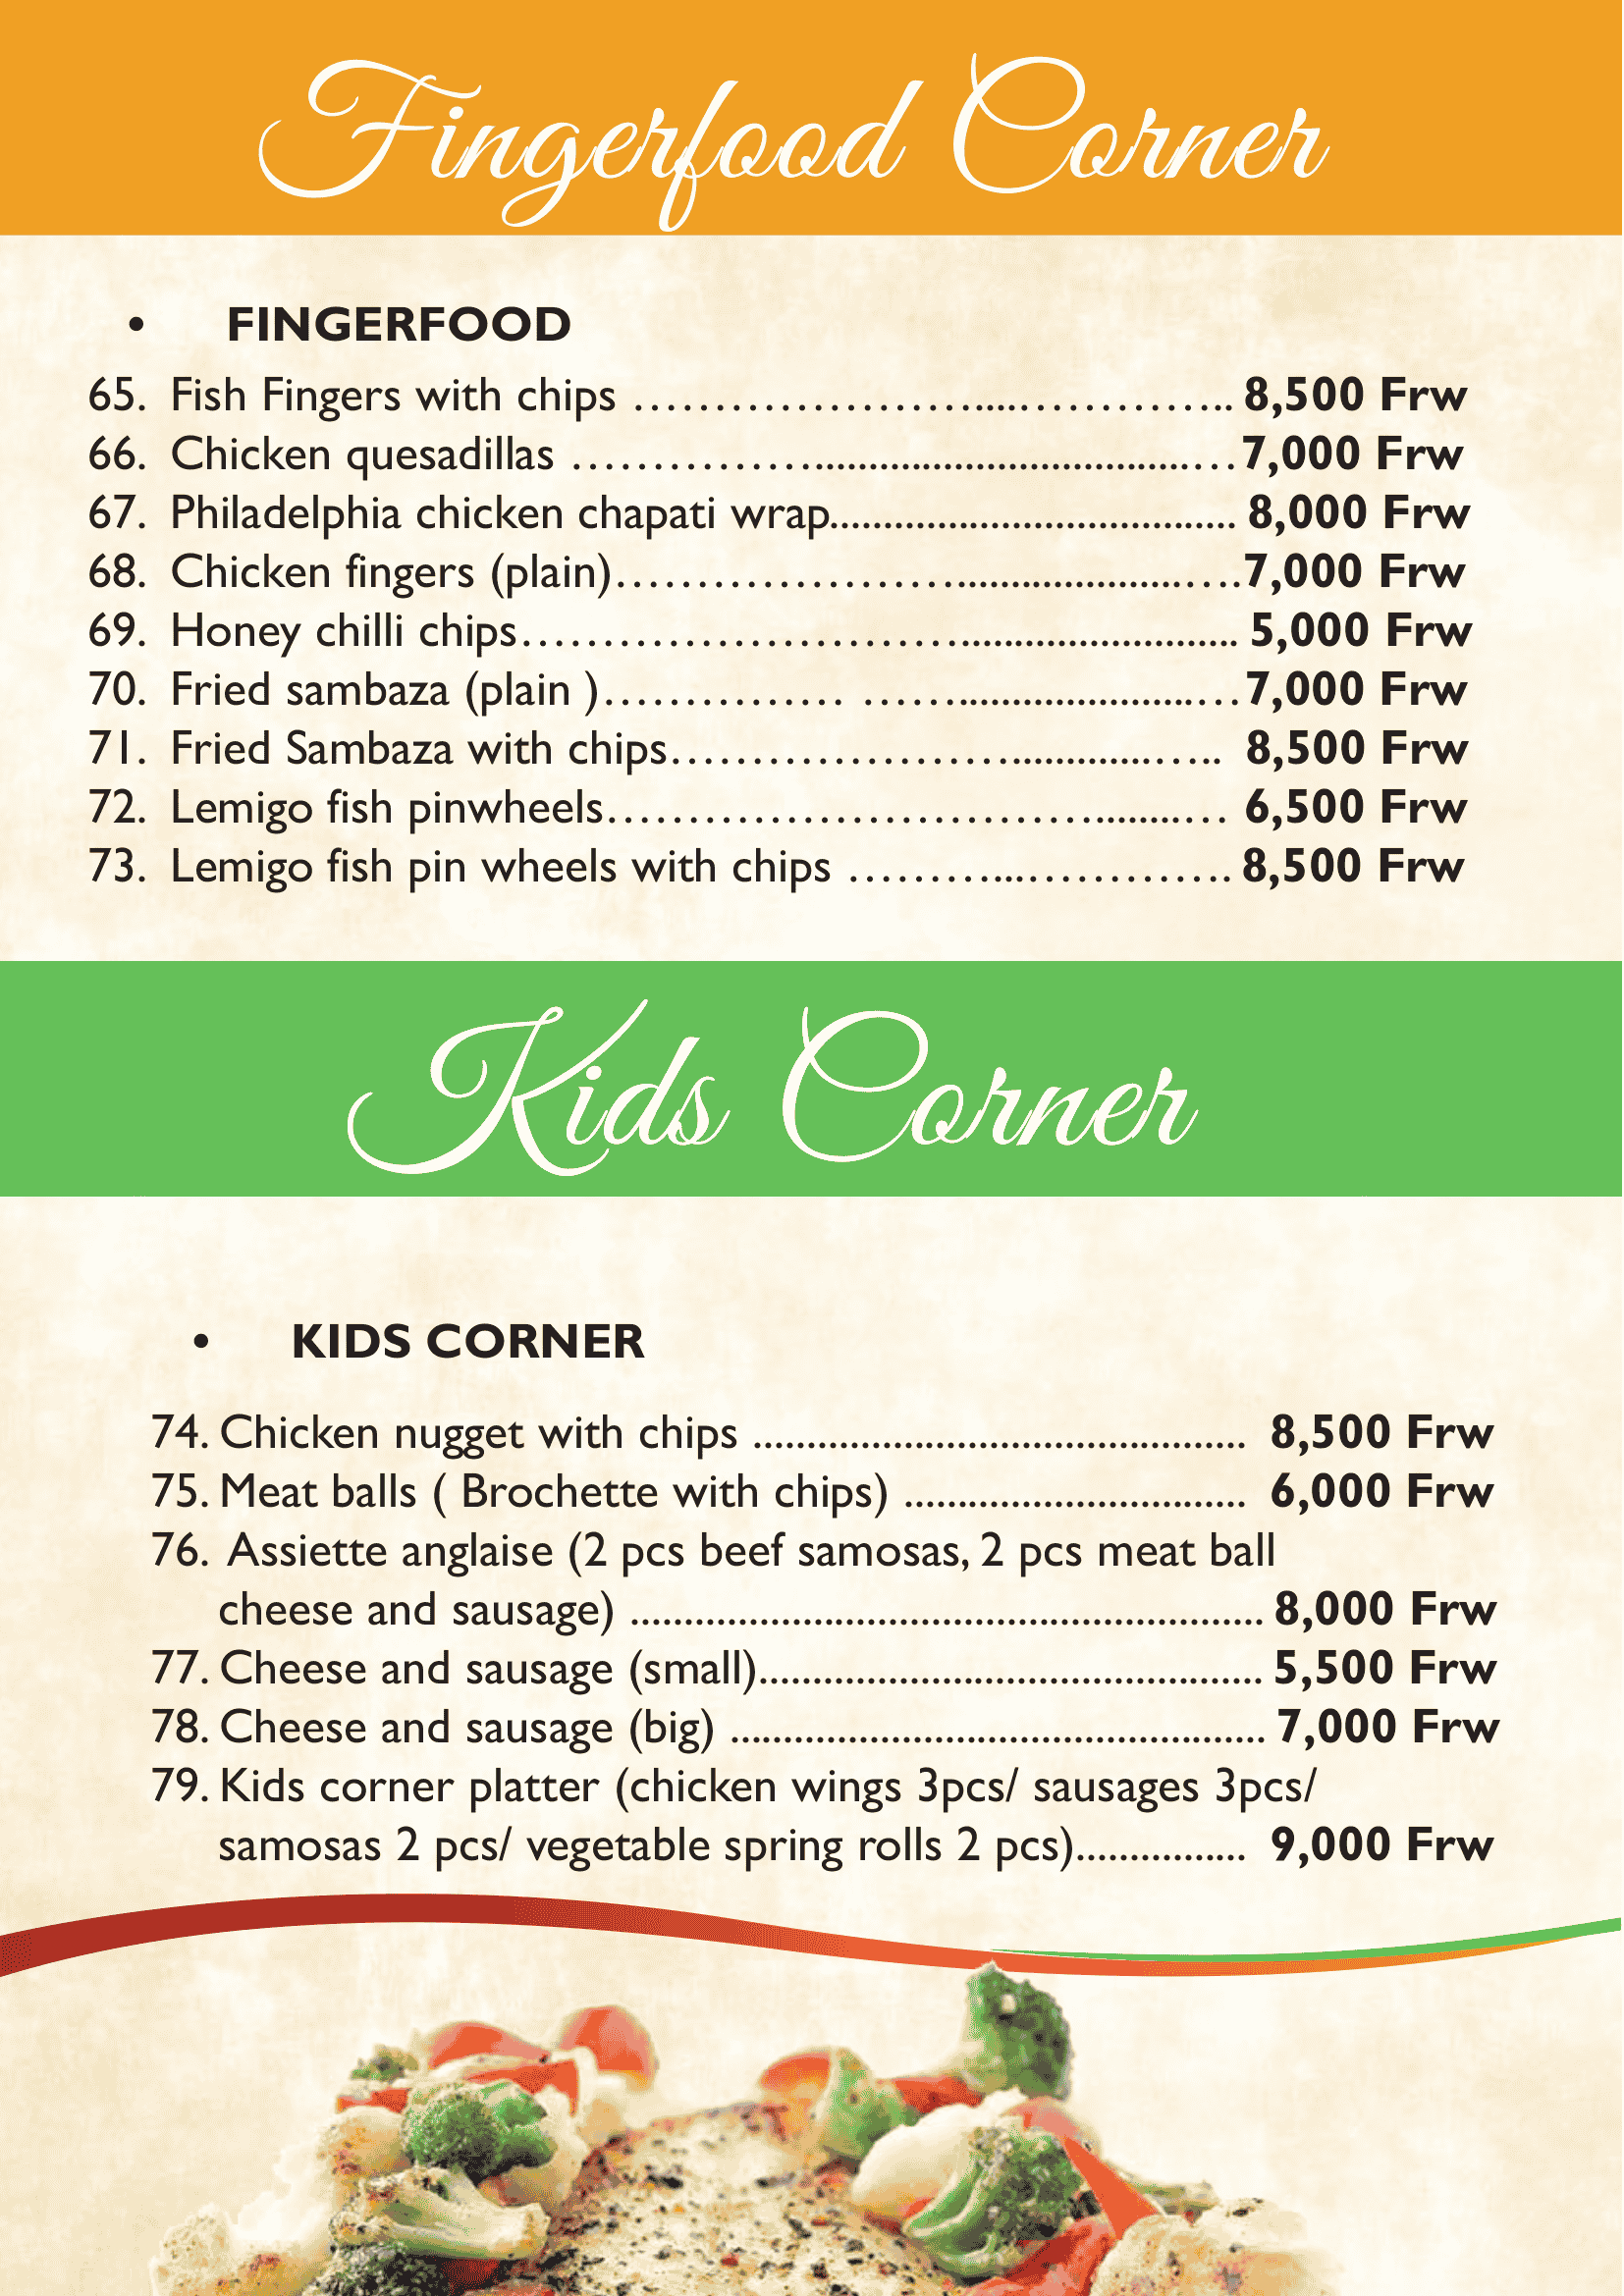 Fingerfood Corner
• FINGERFOOD
65. Fish Fingers with chips ........................................ 8,500 Frw
66. Chicken quesadillas ........................................ 7,000 Frw
67. Philadelphia chicken chapati wrap...................................... 8,000 Frw
68. Chicken fingers (plain)........................................7,000 Frw
69. Honey chilli chips........................................ 5,000 Frw
70. Fried sambaza (plain )............... ........................7,000 Frw
71. Fried Sambaza with chips........................................ 8,500 Frw
72. Lemigo fish pinwheels........................................ 6,500 Frw
73. Lemigo fish pin wheels with chips .............................. 8,500 Frw
Kids Corner
• KIDS CORNER
74. Chicken nugget with chips .............................................. 8,500 Frw
75. Meat balls ( Brochette with chips) ................................ 6,000 Frw
76. Assiette anglaise (2 pcs beef samosas, 2 pcs meat ball
cheese and sausage) ........................................................... 8,000 Frw
77. Cheese and sausage (small)............................................... 5,500 Frw
78. Cheese and sausage (big) .................................................. 7,000 Frw
79. Kids corner platter (chicken wings 3pcs/ sausages 3pcs/
samosas 2 pcs/ vegetable spring rolls 2 pcs)................ 9,000 Frw